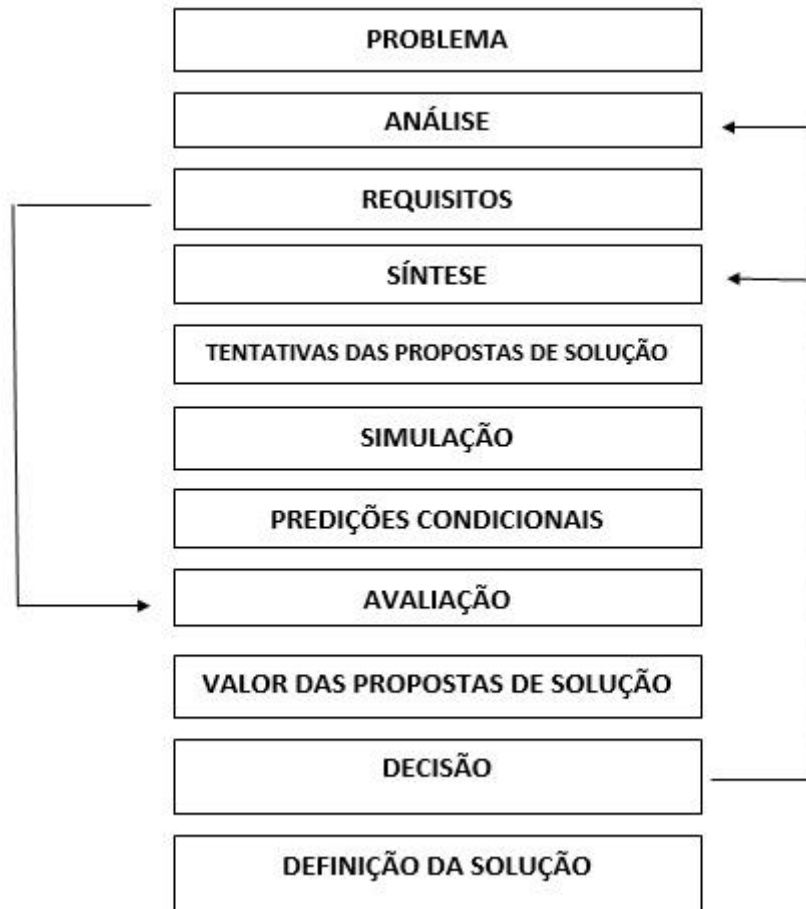 PROBLEMA
ANÁLISE
REQUISITOS
SÍNTESE
TENTATIVAS DAS PROPOSTAS DE SOLUÇÃO
SIMULAÇÃO
PREDIÇÕES CONDICIONAIS
AVALIAÇÃO
VALOR DAS PROPOSTAS DE SOLUÇÃO
DECISÃO
DEFINIÇÃO DA SOLUÇÃO